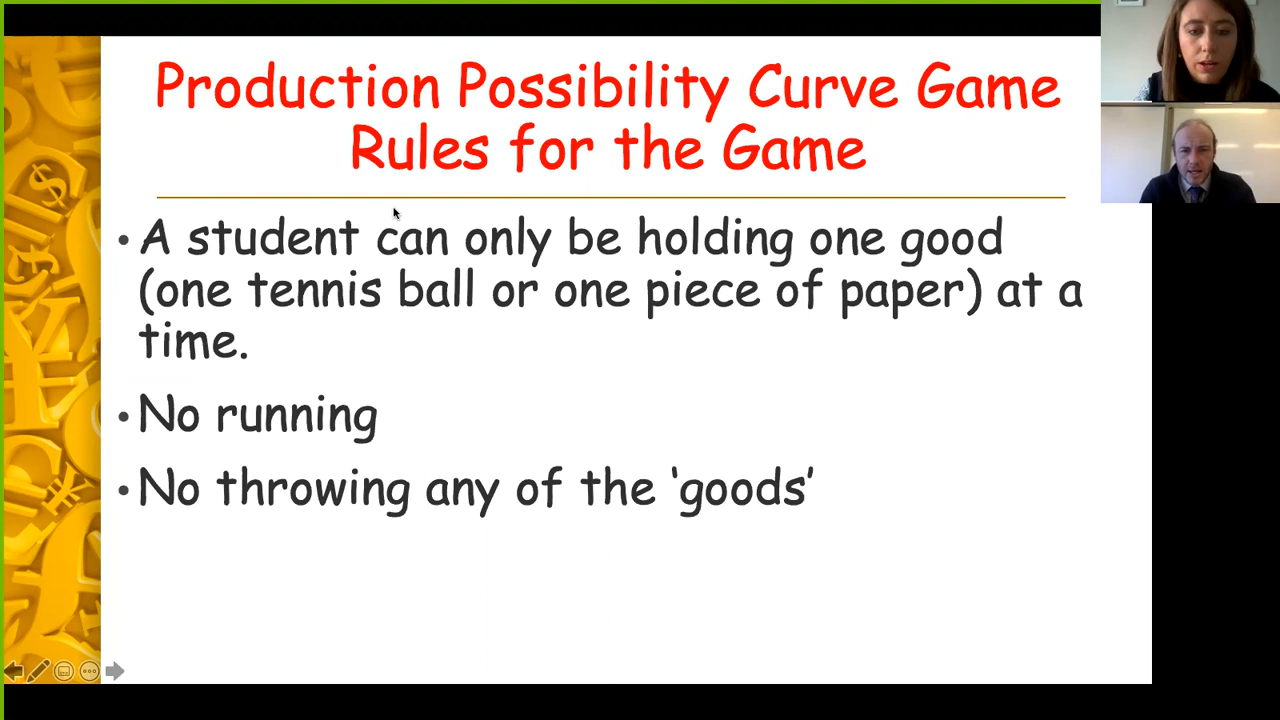 Production Possibility Curve Game
Rules for the Game
• A student can only be holding one good
(one tennis ball or one piece of paper) at a
time.
• No running
• No throwing any of the ‘goods’